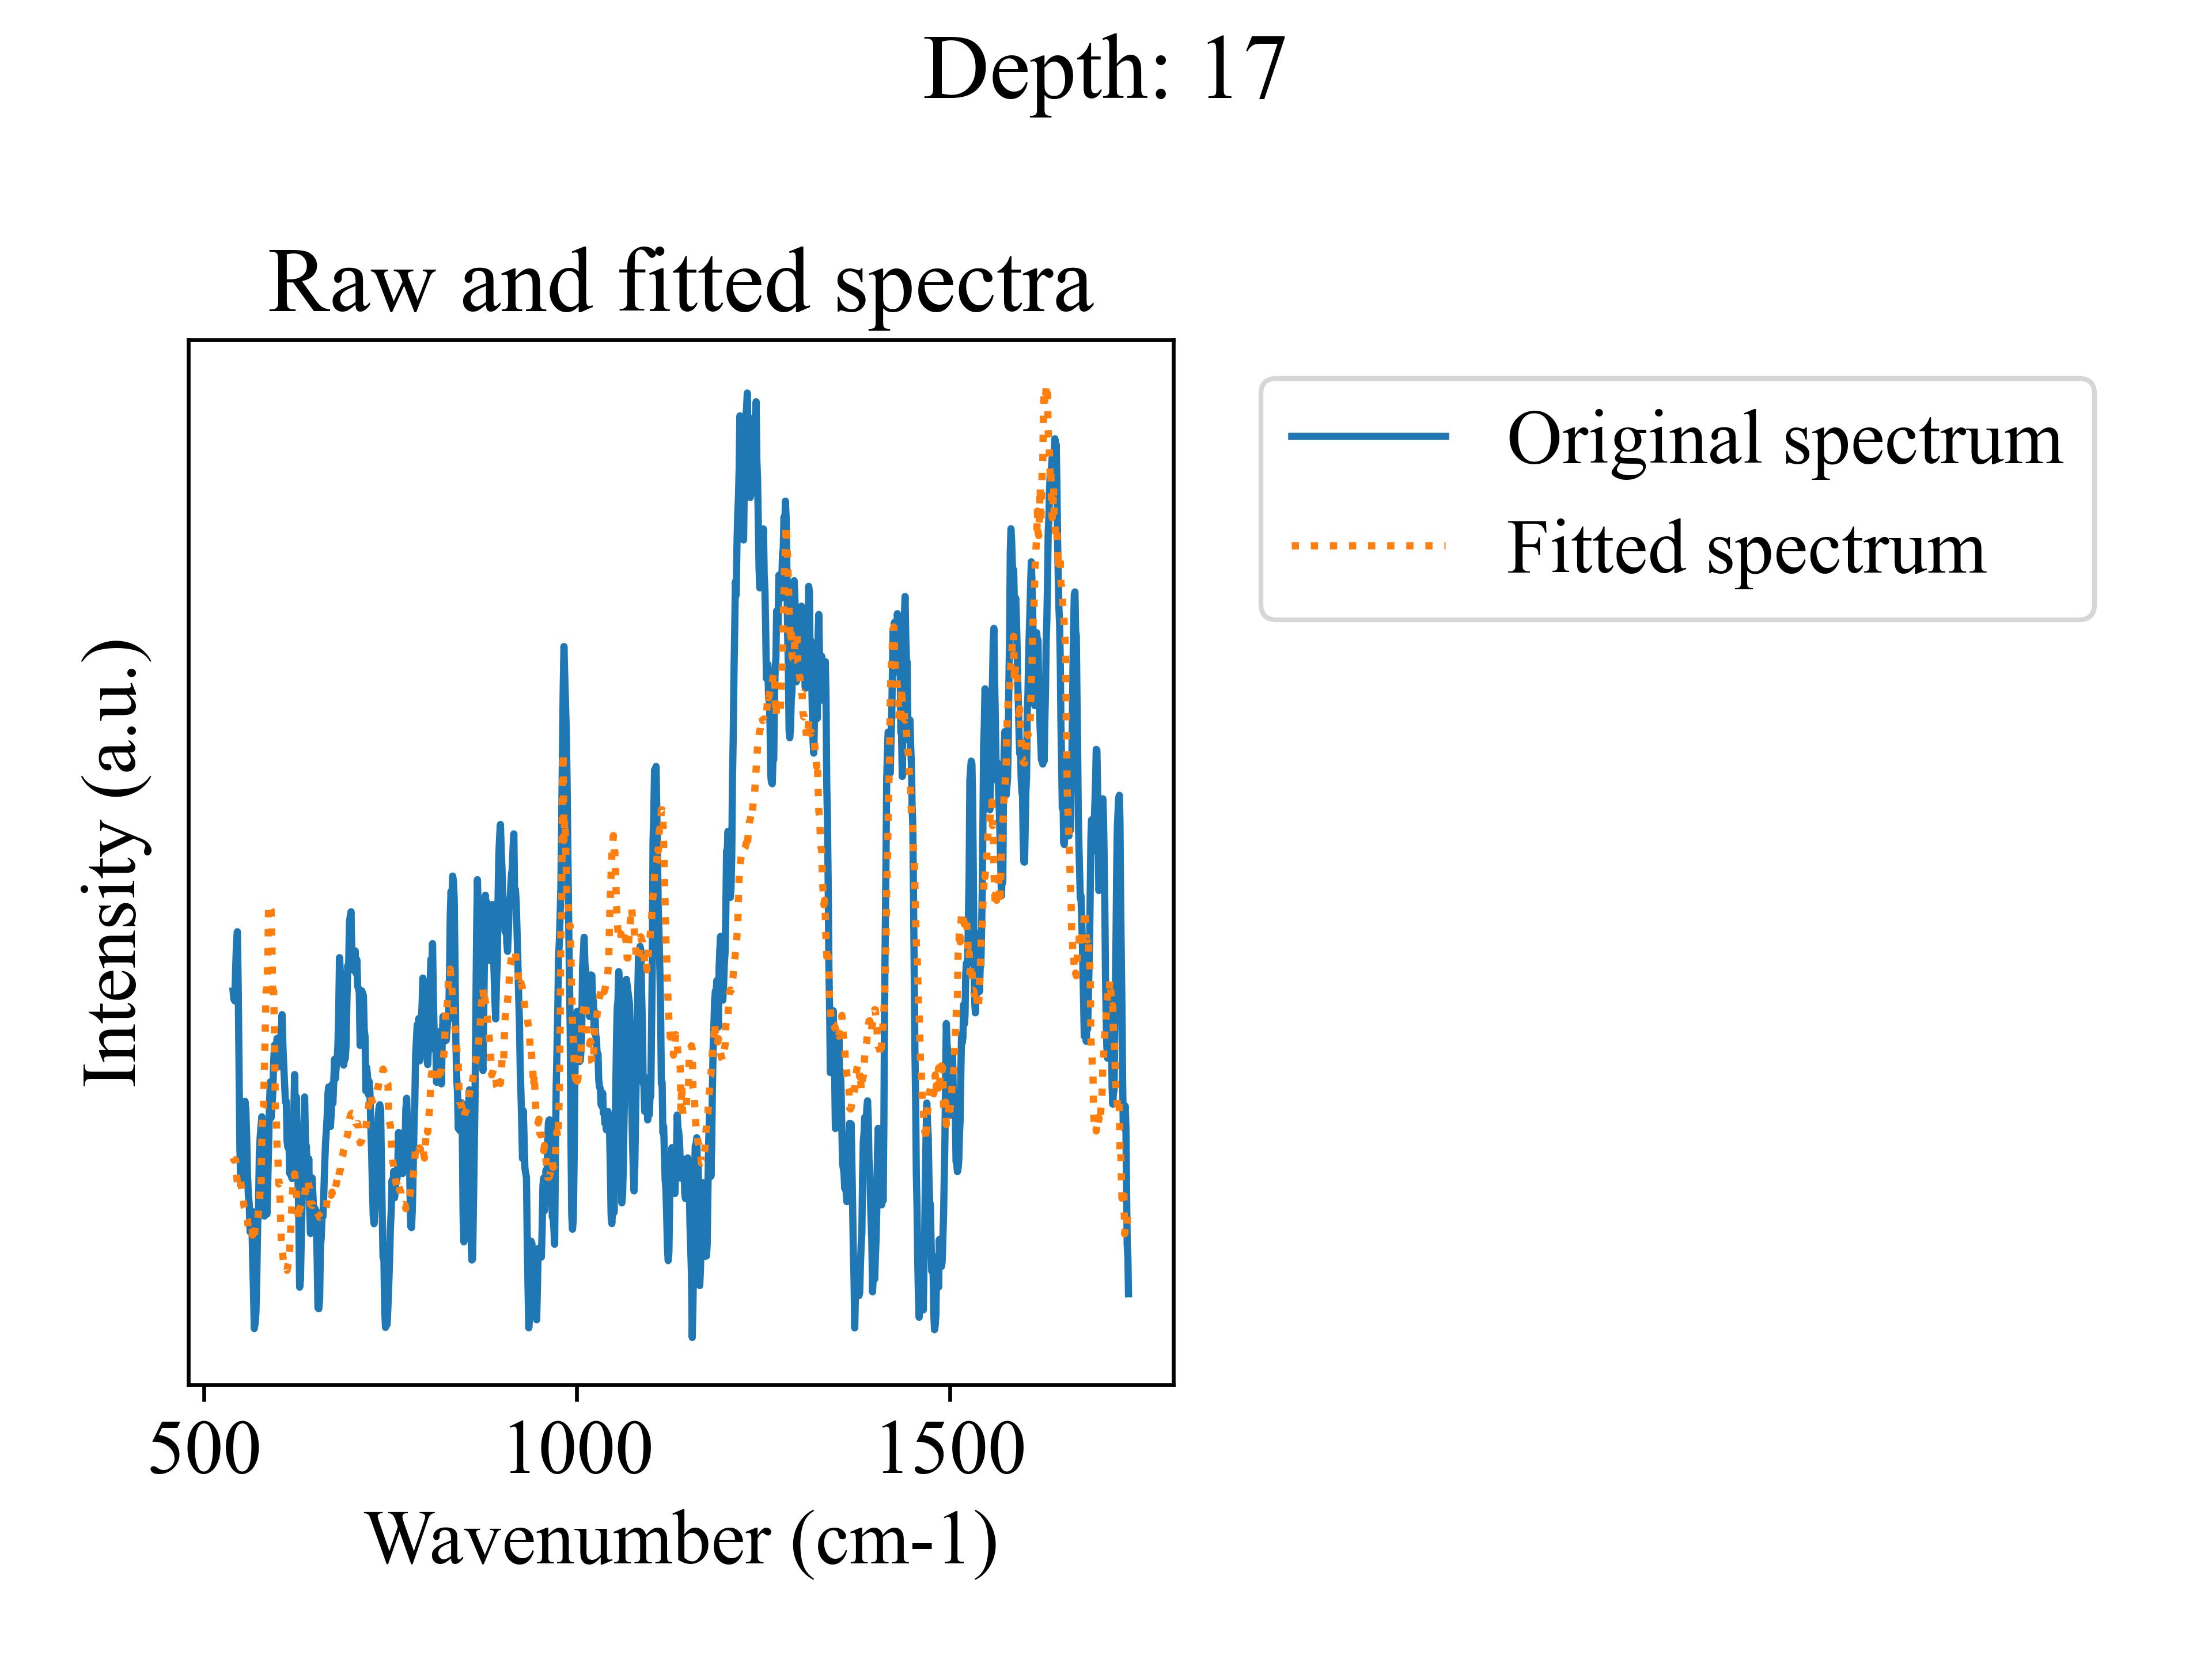 Depth: 17
Raw and fitted spectra
Original spectrum
Fitted spectrum
Intensity (a.u.)
500 1000 1500
Wavenumber (cm-1)